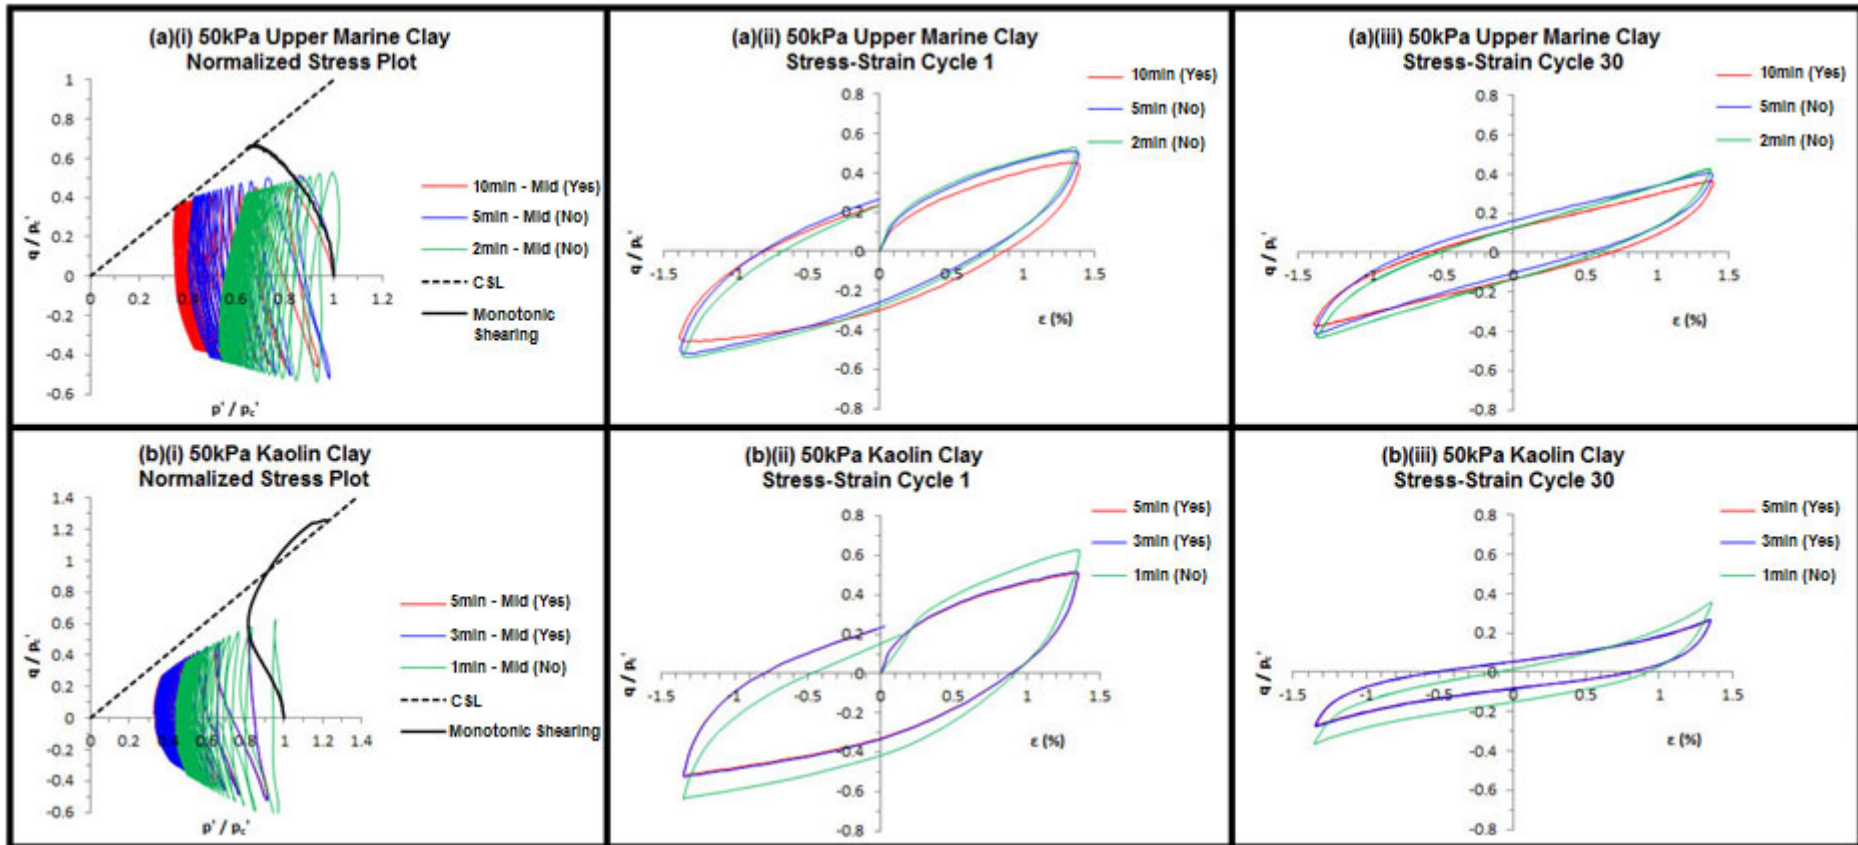 (a)(i) 50kPa Upper Marine Clay
Normalized Stress Plot
1
0.8
0.6
0.4
0.2
0
-0.2
-0.4
-0.6
0
0.2
0.4
0.6
0.8
1
1.2
q / pc'
p' / pc'
10min - Mid (Yes)
5min - Mid (No)
2min - Mid (No)
CSL
Monotonic
Shearing
(a)(ii) 50kPa Upper Marine Clay
Stress-Strain Cycle 1
10min (Yes)
5min (No)
2min (No)
0.8
0.6
0.4
0.2
0
-0.2
-0.4
-0.6
-0.8
-1.5
-1
-0.5
0
0.5
1
1.5
q / pc'
ε (%)
(a)(iii) 50kPa Upper Marine Clay
Stress-Strain Cycle 30
10min (Yes)
5min (No)
2min (No)
0.8
0.6
0.4
0.2
0
-0.2
-0.4
-0.6
-0.8
-1.5
-1
-0.5
0
0.5
1
1.5
q / pc'
ε (%)
(b)(i) 50kPa Kaolin Clay
Normalized Stress Plot
1.4
1.2
1
0.8
0.6
0.4
0.2
0
-0.2
-0.4
-0.6
0
0.2
0.4
0.6
0.8
1
1.2
1.4
q / pc'
p' / pc'
5min - Mid (Yes)
3min - Mid (Yes)
1min - Mid (No)
CSL
Monotonic Shearing
(b)(ii) 50kPa Kaolin Clay
Stress-Strain Cycle 1
5min (Yes)
3min (Yes)
1min (No)
0.8
0.6
0.4
0.2
0
-0.2
-0.4
-0.6
-0.8
-1.5
-1
-0.5
0
0.5
1
1.5
q / pc'
ε (%)
(b)(iii) 50kPa Kaolin Clay
Stress-Strain Cycle 30
5min (Yes)
3min (Yes)
1min (No)
0.8
0.6
0.4
0.2
0
-0.2
-0.4
-0.6
-0.8
-1.5
-1
-0.5
0
0.5
1
1.5
q / pc'
ε (%)